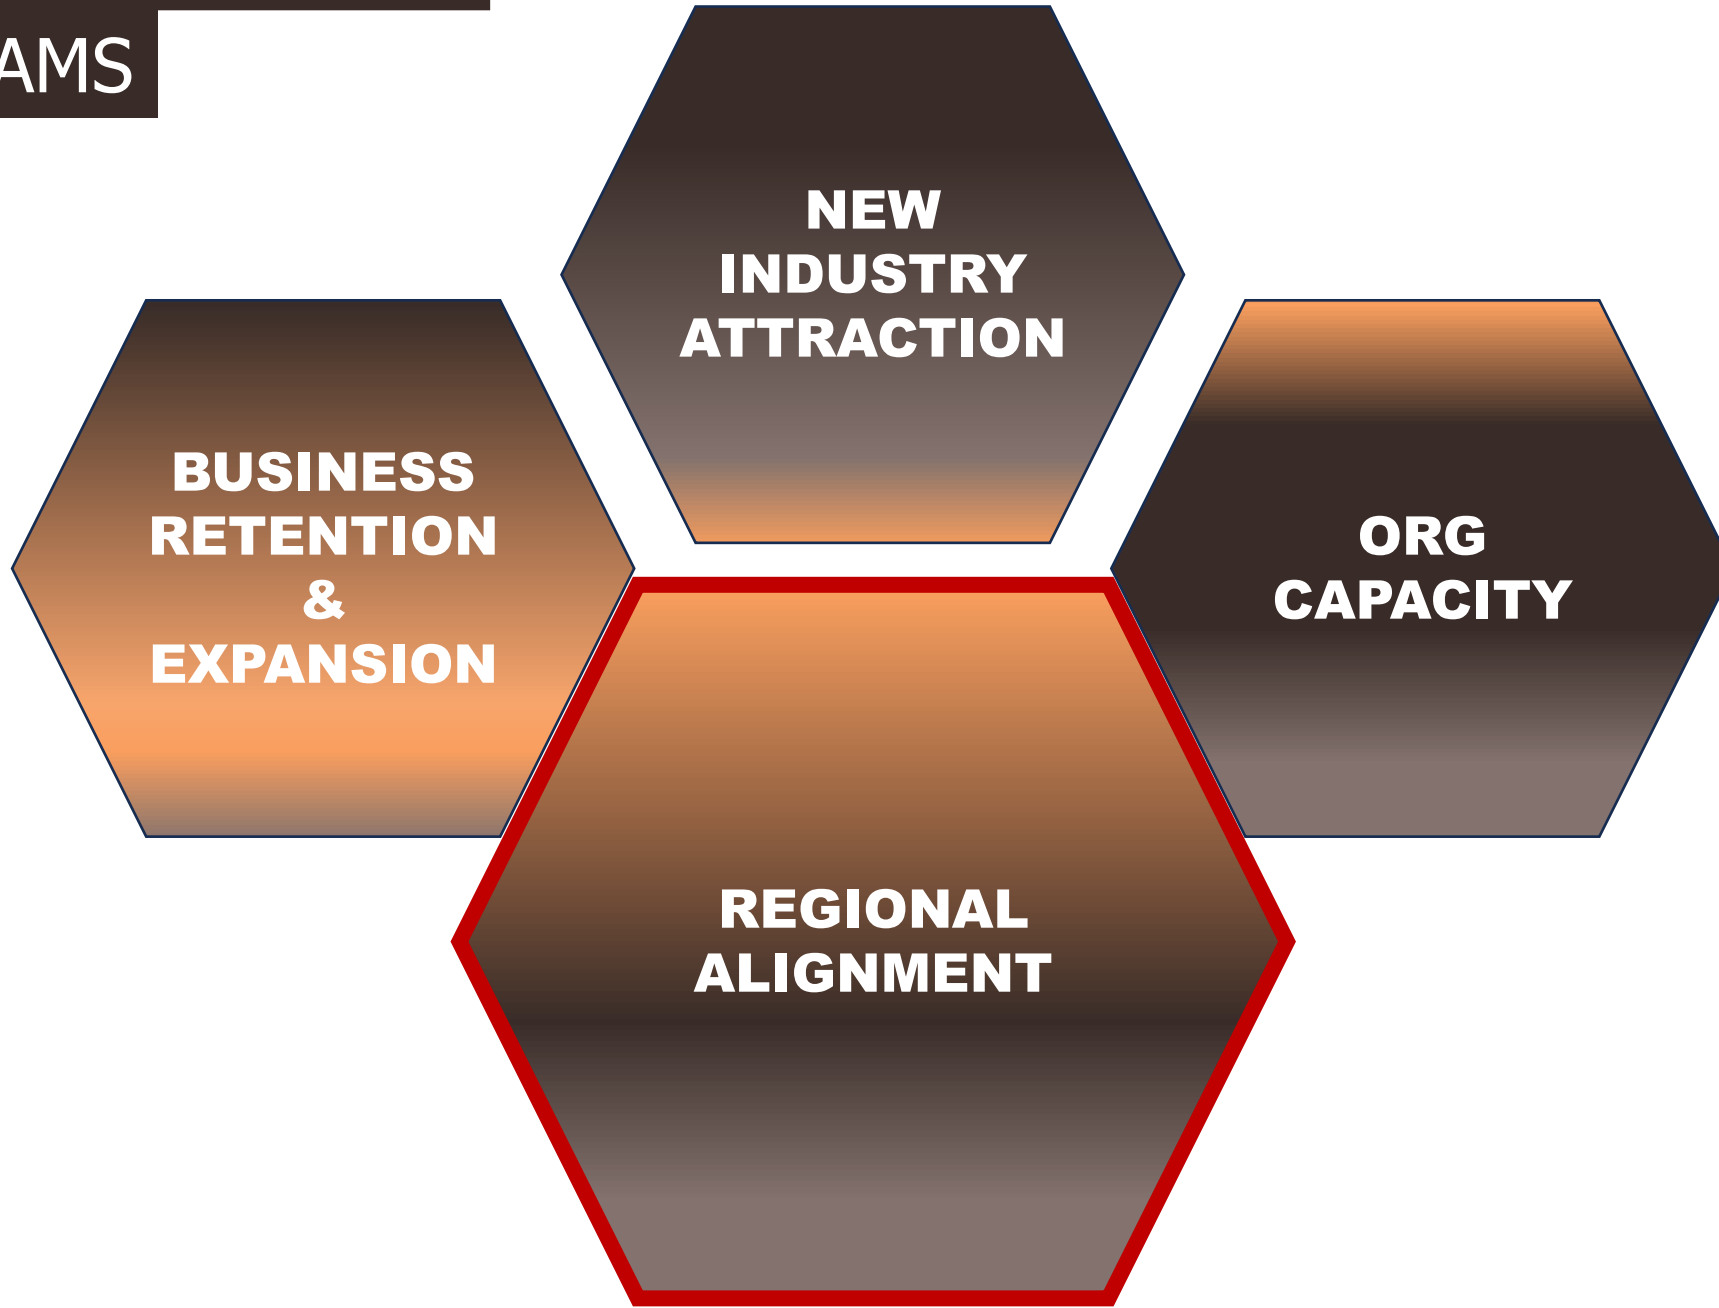 AMS
NEW
INDUSTRY
ATTRACTION
BUSINESS
RETENTION
&
EXPANSION
ORG
CAPACITY
REGIONAL
ALIGNMENT